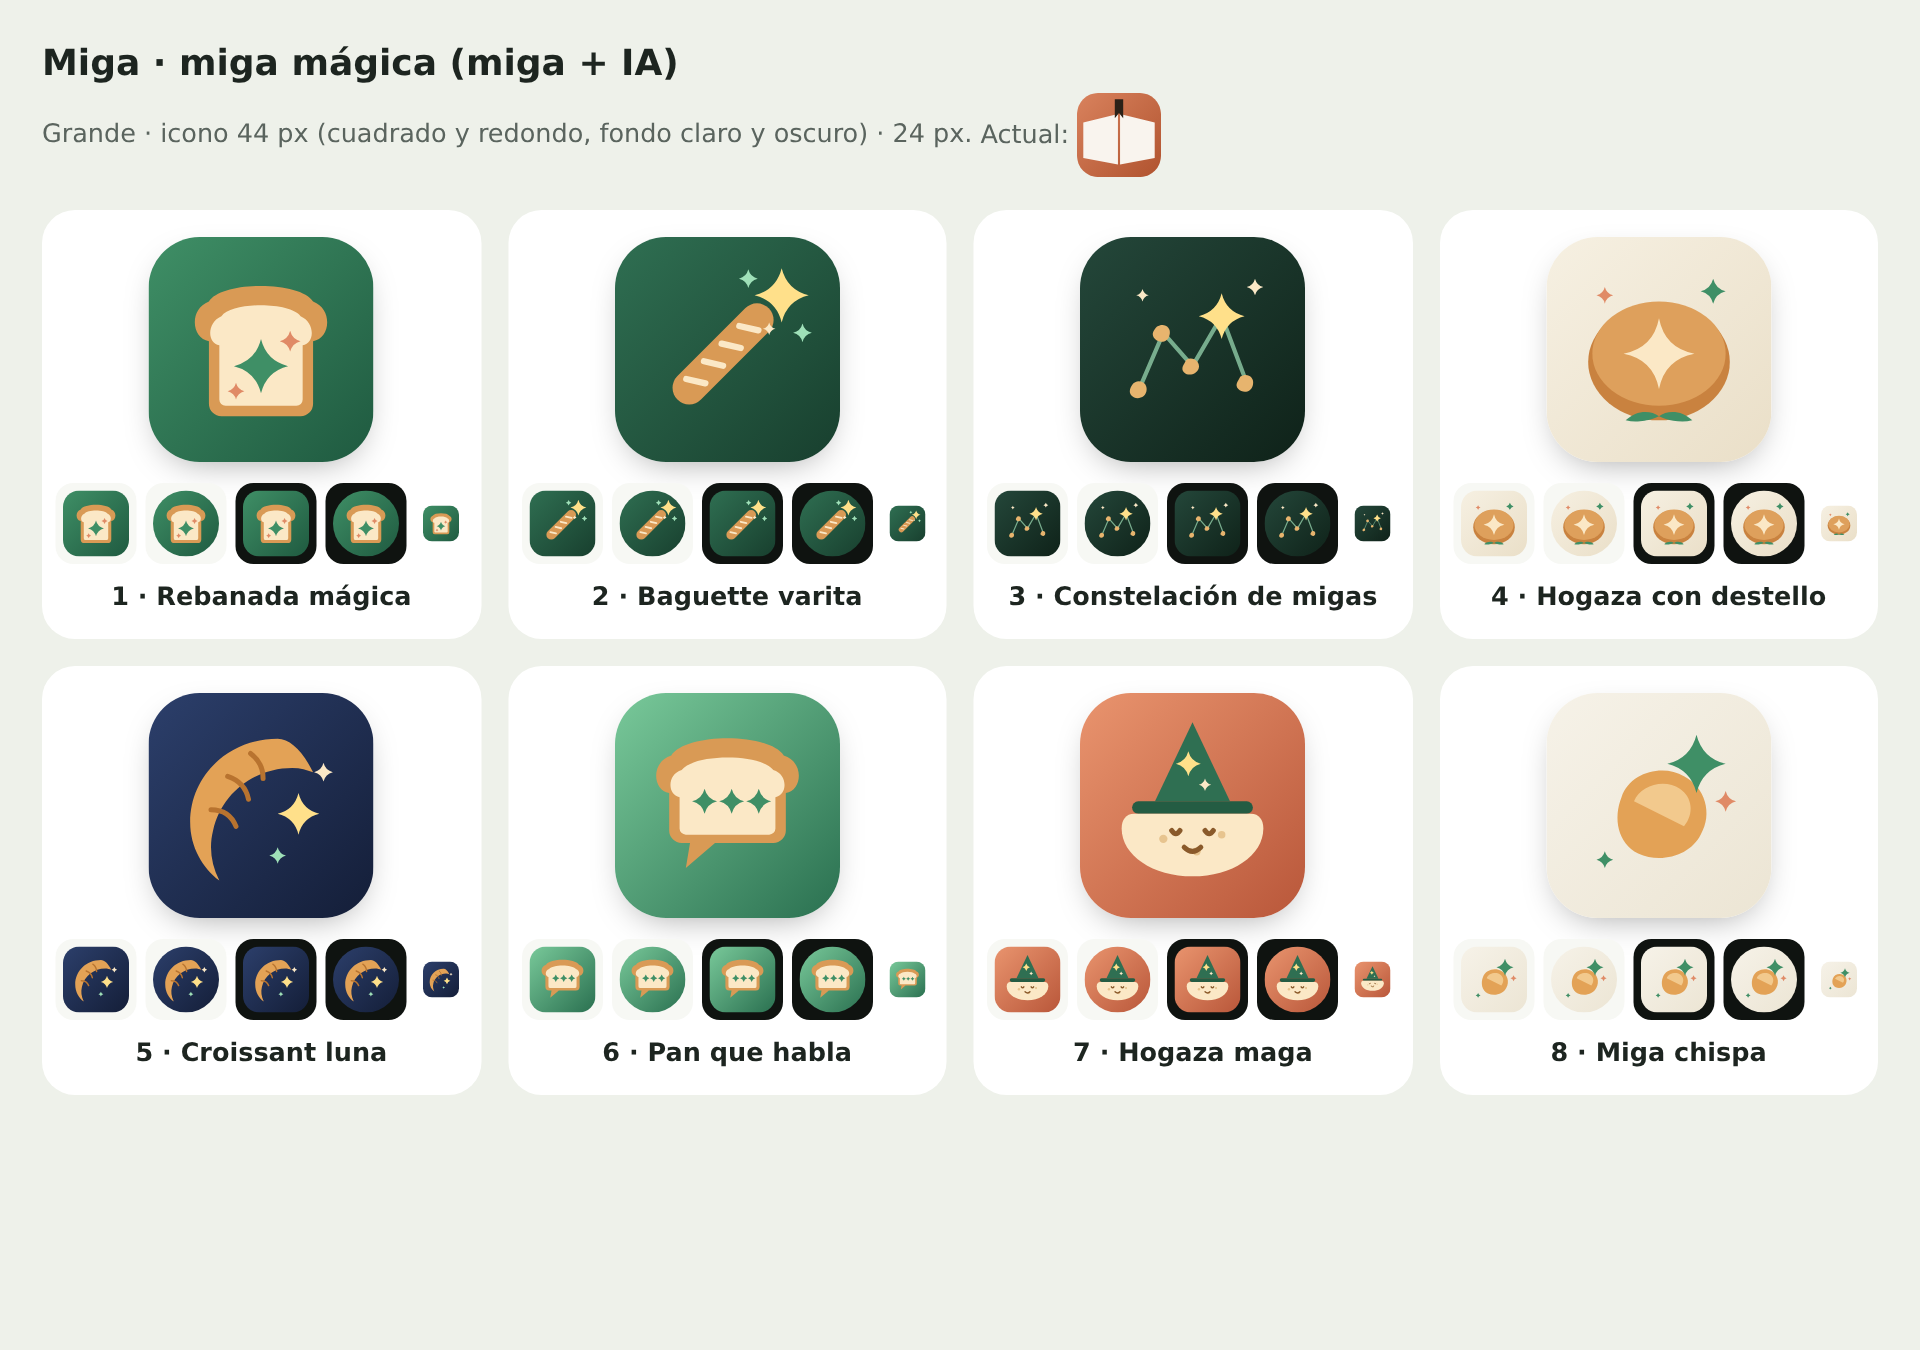 Miga · miga mágica (miga + IA)
Grande · icono 44 px (cuadrado y redondo, fondo claro y oscuro) · 24 px. Actual:
1 · Rebanada mágica
2 · Baguette varita
3 · Constelación de migas
4 · Hogaza con destello
5 · Croissant luna
6 · Pan que habla
7 · Hogaza maga
8 · Miga chispa